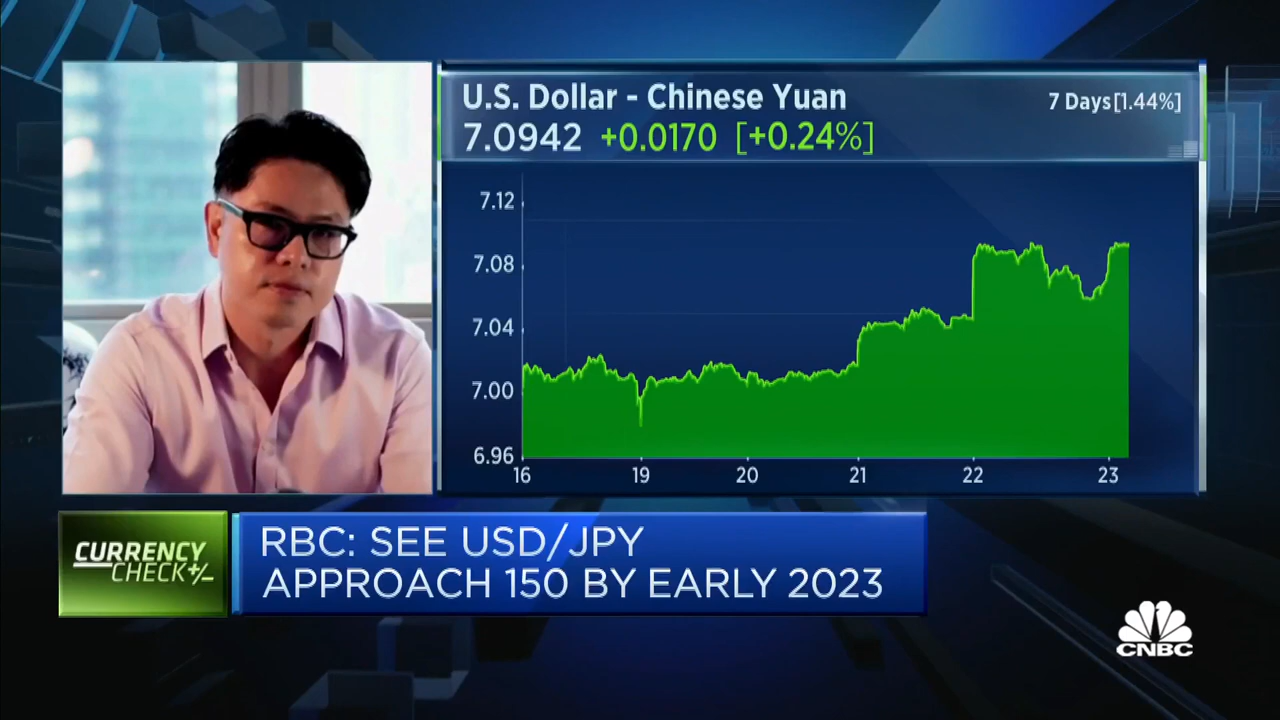 U.S. Dollar - Chinese Yuan
7 Days[1.44%]
7.0942 +0.0170 [+0.24%]
7.12
7.08
7.04
7.00
6.96
16 19 20 21 22 23
CURRENCY
CHECK+/-
RBC: SEE USD/JPY
APPROACH 150 BY EARLY 2023
CNBC